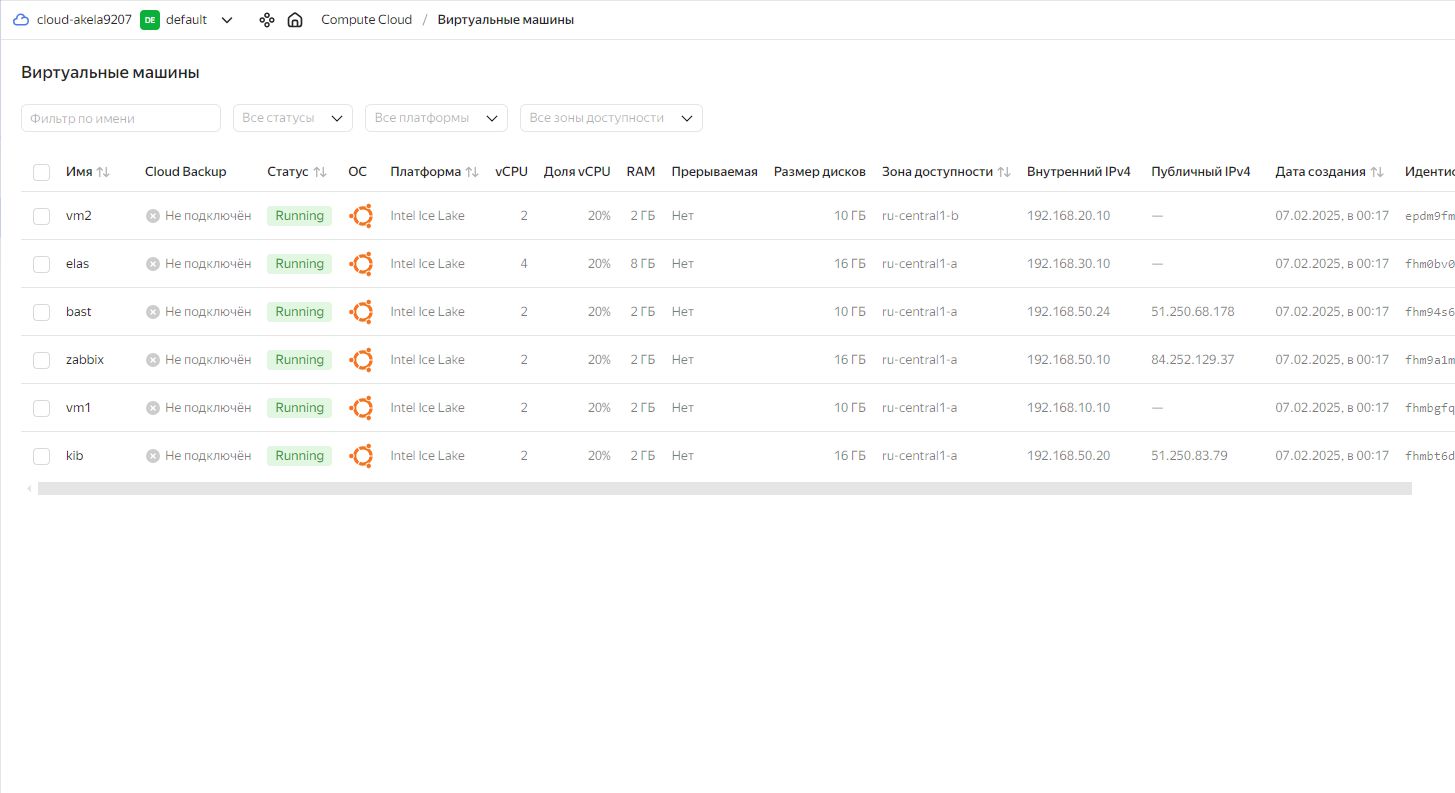 cloud-akela9207 DE default Compute Cloud / Виртуальные машины
Виртуальные машины
Фильтр по имени Все статусы Все платформы Все зоны доступности
Имя Cloud Backup Статус ОС Платформа vCPU Доля vCPU RAM Прерываемая Размер дисков Зона доступности Внутренний IPv4 Публичный IPv4 Дата создания Идентис
vm2 Не подключён Running Intel Ice Lake 2 20% 2 ГБ Нет 10 ГБ ru-central1-b 192.168.20.10 — 07.02.2025, в 00:17 epdm9fm
elas Не подключён Running Intel Ice Lake 4 20% 8 ГБ Нет 16 ГБ ru-central1-a 192.168.30.10 — 07.02.2025, в 00:17 fhm0bv0
bast Не подключён Running Intel Ice Lake 2 20% 2 ГБ Нет 10 ГБ ru-central1-a 192.168.50.24 51.250.68.178 07.02.2025, в 00:17 fhm94s6
zabbix Не подключён Running Intel Ice Lake 2 20% 2 ГБ Нет 16 ГБ ru-central1-a 192.168.50.10 84.252.129.37 07.02.2025, в 00:17 fhm9a1m
vm1 Не подключён Running Intel Ice Lake 2 20% 2 ГБ Нет 10 ГБ ru-central1-a 192.168.10.10 — 07.02.2025, в 00:17 fhmbgfq
kib Не подключён Running Intel Ice Lake 2 20% 2 ГБ Нет 16 ГБ ru-central1-a 192.168.50.20 51.250.83.79 07.02.2025, в 00:17 fhmbt6d